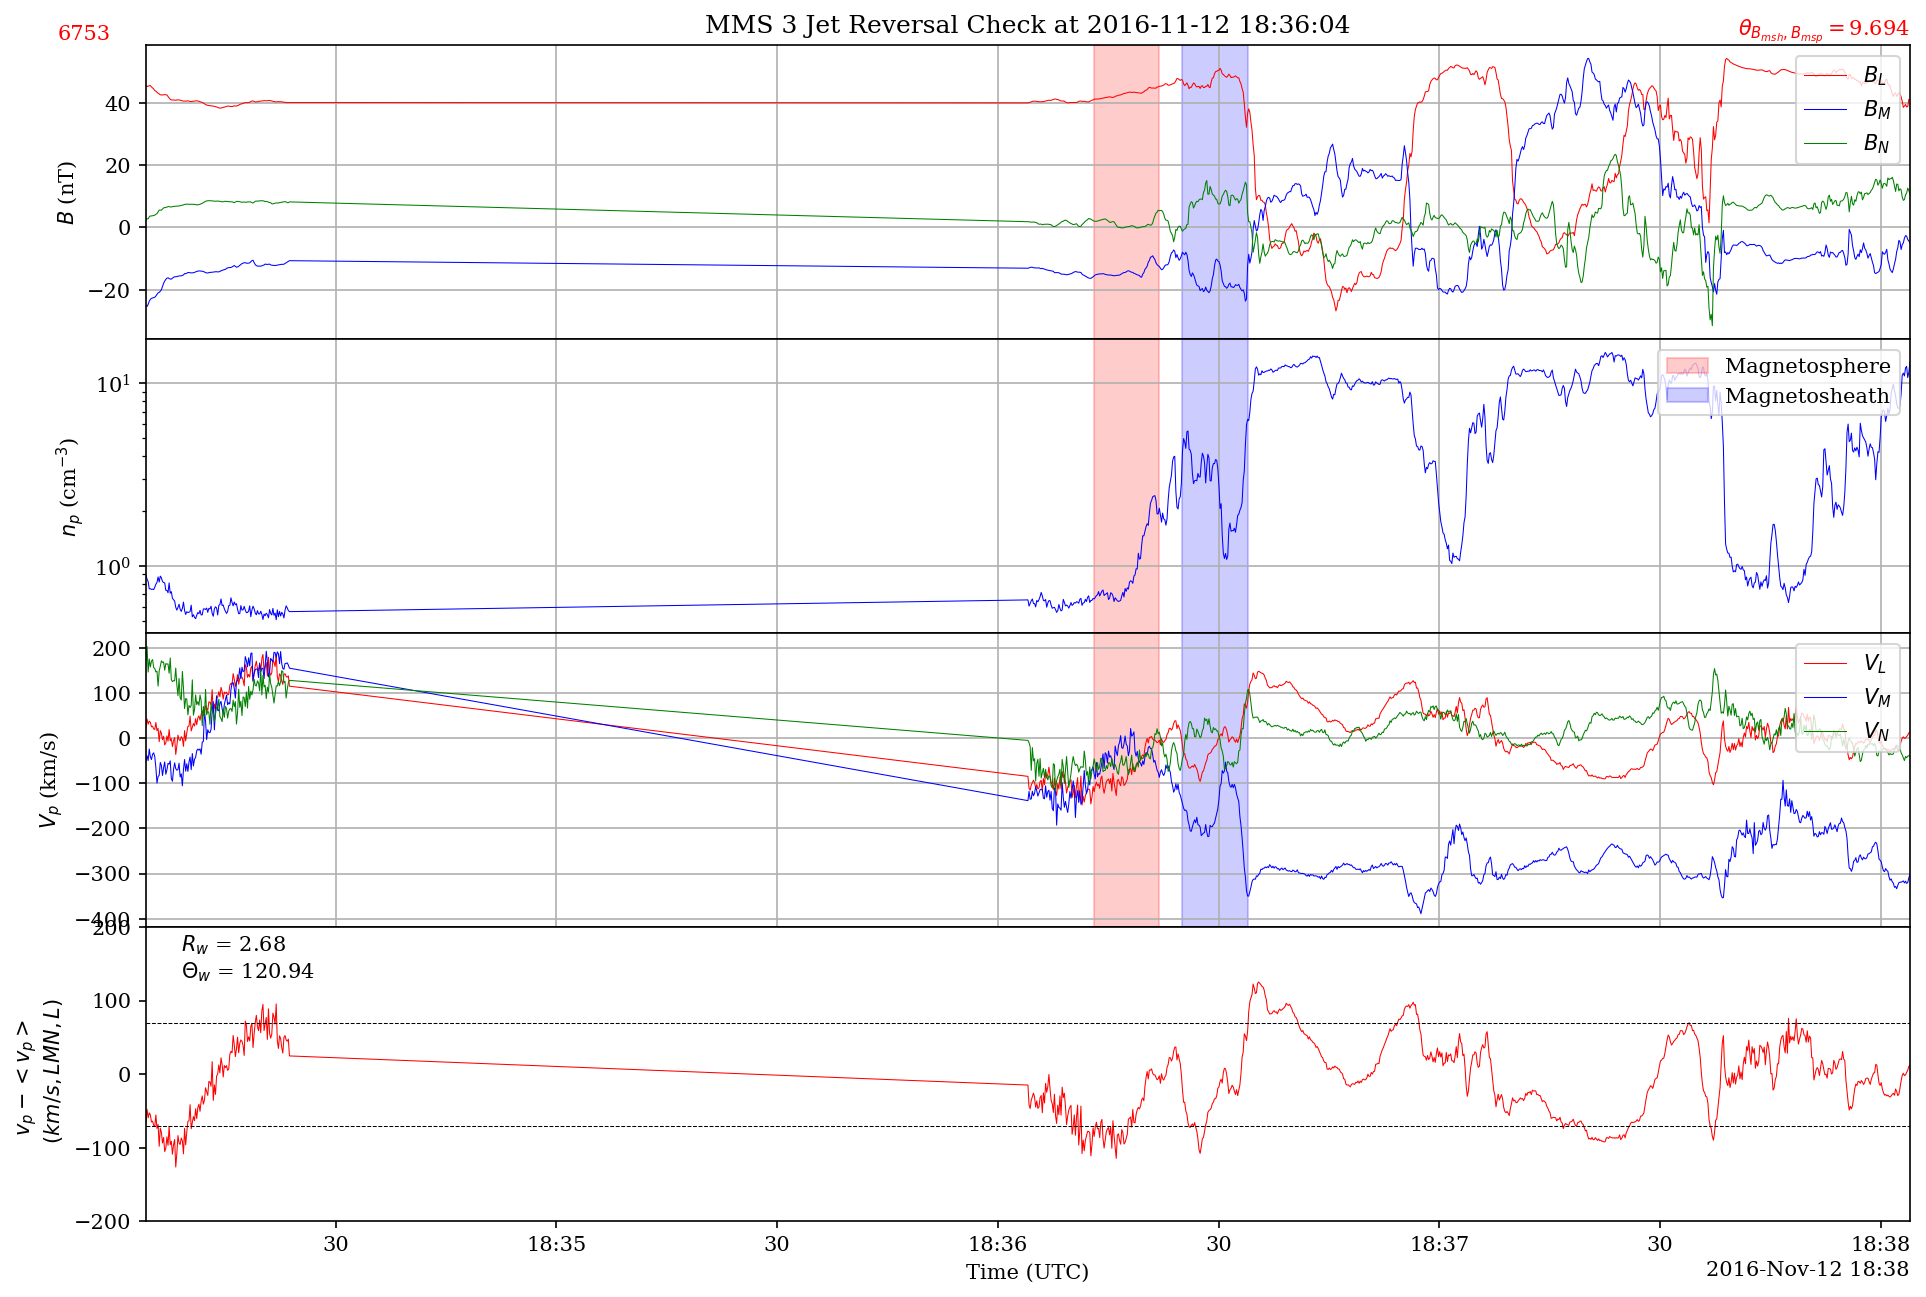 MMS 3 Jet Reversal Check at 2016-11-12 18:36:04
6753
θ_{B_{msh}, B_{msp}} = 9.694
B (nT)
40
20
0
−20
B_L
B_M
B_N
n_p (cm⁻³)
10¹
10⁰
Magnetosphere
Magnetosheath
V_p (km/s)
200
100
0
−100
−200
−300
−400
V_L
V_M
V_N
v_p − <v_p>
(km/s, LMN, L)
200
100
0
−100
−200
R_w = 2.68
Θ_w = 120.94
30 18:35 30 18:36 30 18:37 30 18:38
Time (UTC)
2016-Nov-12 18:38